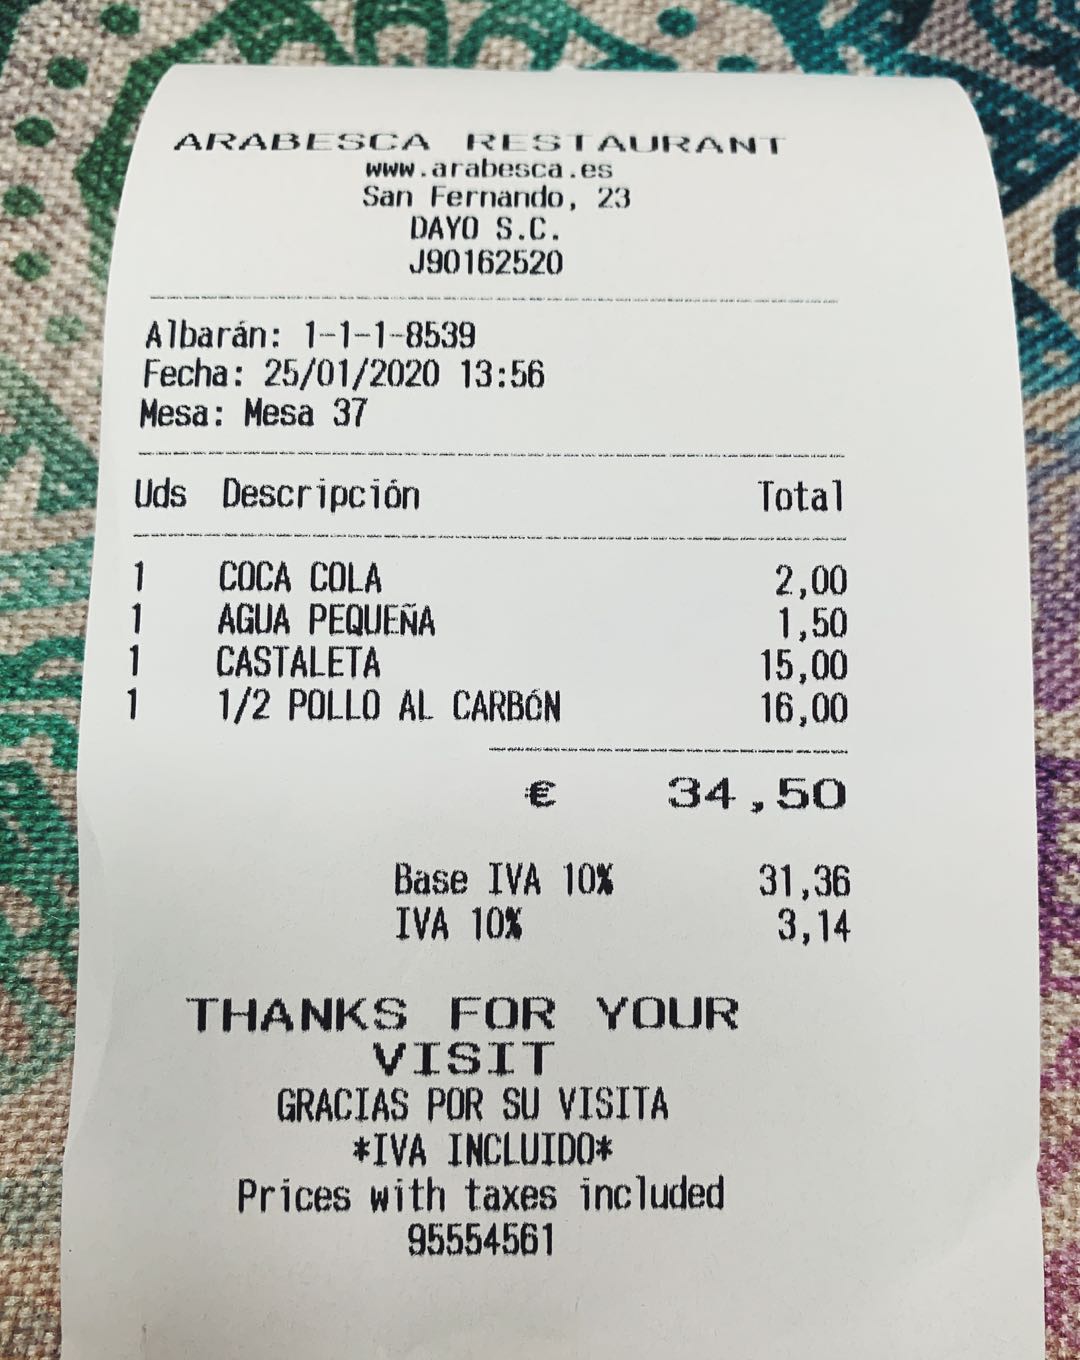 ARABESCA RESTAURANT
www.arabesca.es
San Fernando, 23
DAYO S.C.
J90162520
Albarán: 1-1-1-8539
Fecha: 25/01/2020 13:56
Mesa: Mesa 37
Uds Descripción Total
1 COCA COLA 2,00
1 AGUA PEQUEÑA 1,50
1 CASTALETA 15,00
1 1/2 POLLO AL CARBÓN 16,00
€ 34,50
Base IVA 10% 31,36
IVA 10% 3,14
THANKS FOR YOUR
VISIT
GRACIAS POR SU VISITA
*IVA INCLUIDO*
Prices with taxes included
95554561